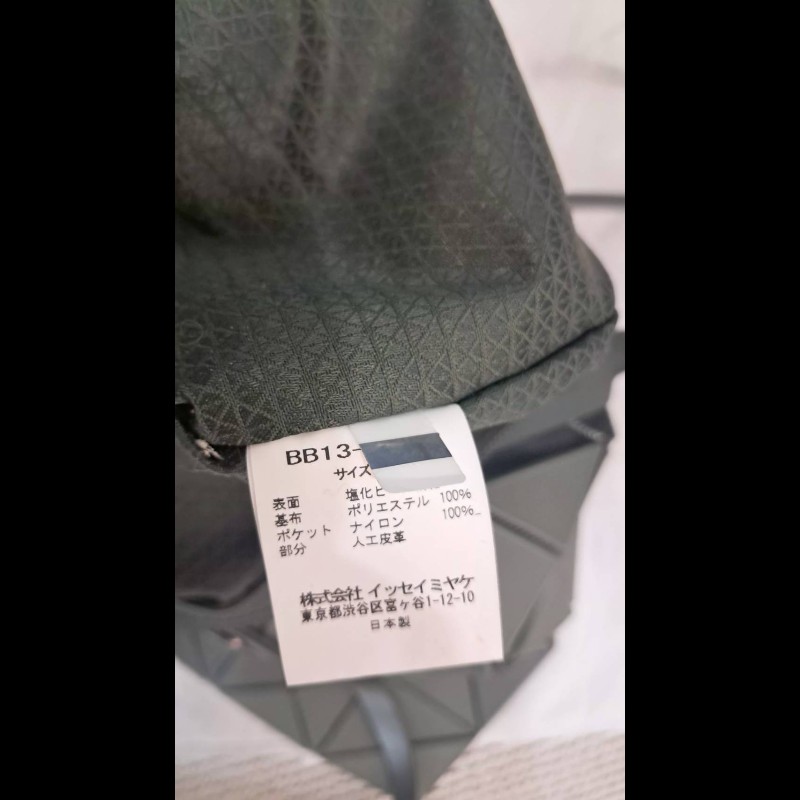 BB13-
サイズ
表面 塩化ビ
基布 ポリエステル 100%
ポケット ナイロン 100%
部分 人工皮革
株式会社 イッセイミヤケ
東京都渋谷区富ヶ谷1-12-10
日本製